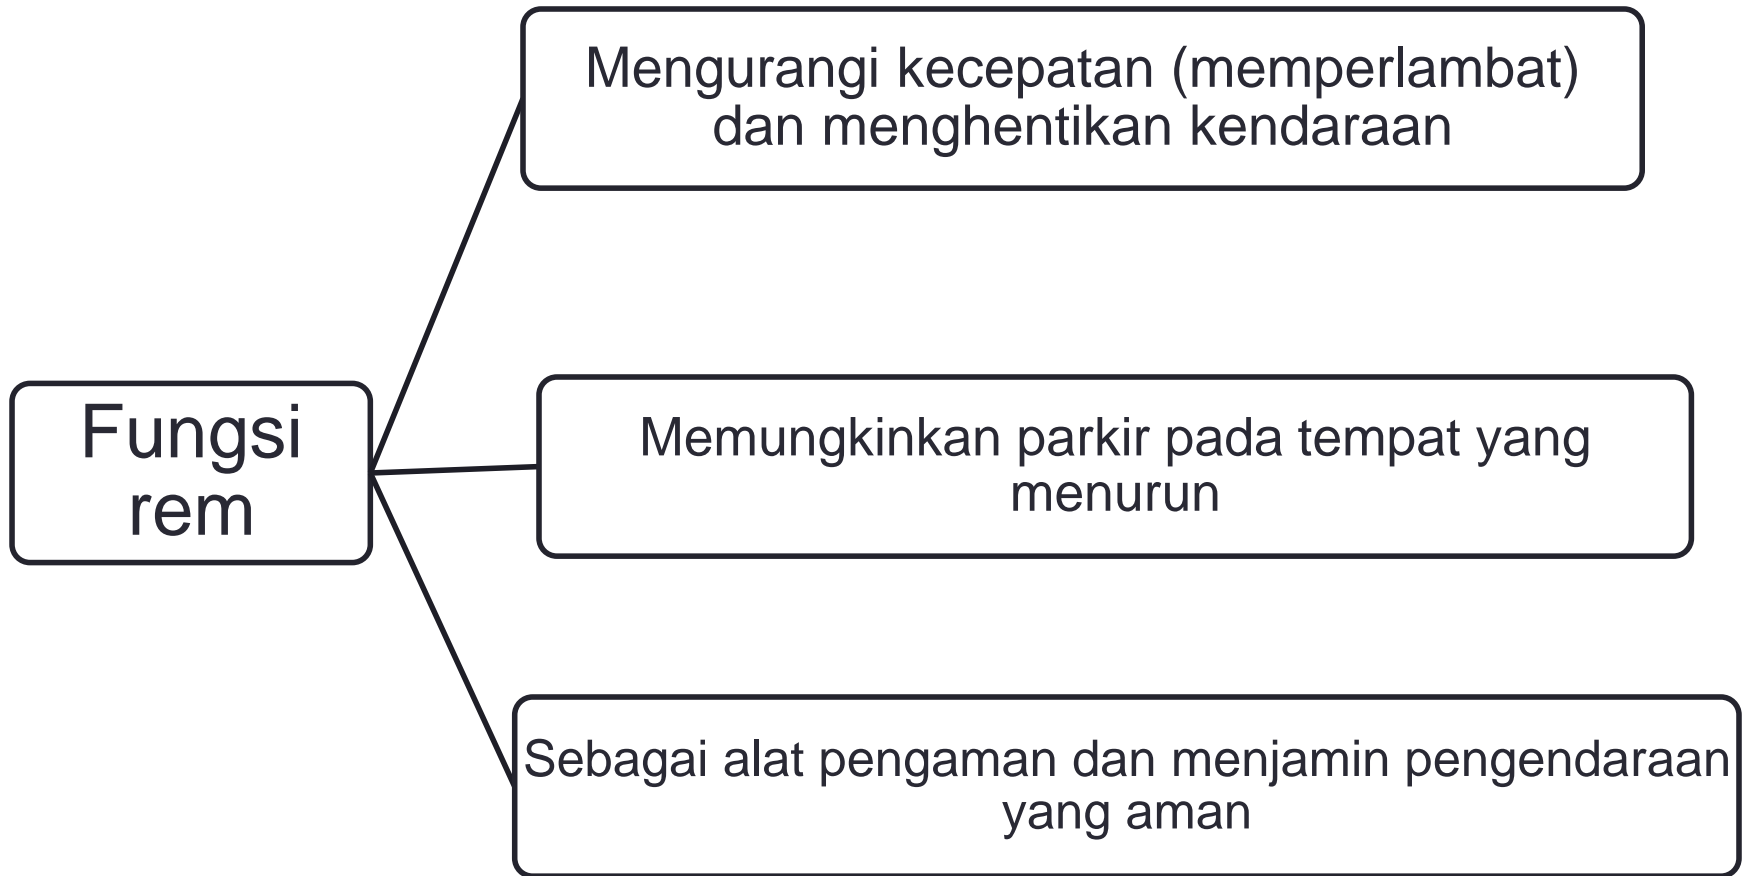 Mengurangi kecepatan (memperlambat)
dan menghentikan kendaraan
Fungsi
rem
Memungkinkan parkir pada tempat yang
menurun
Sebagai alat pengaman dan menjamin pengendaraan
yang aman